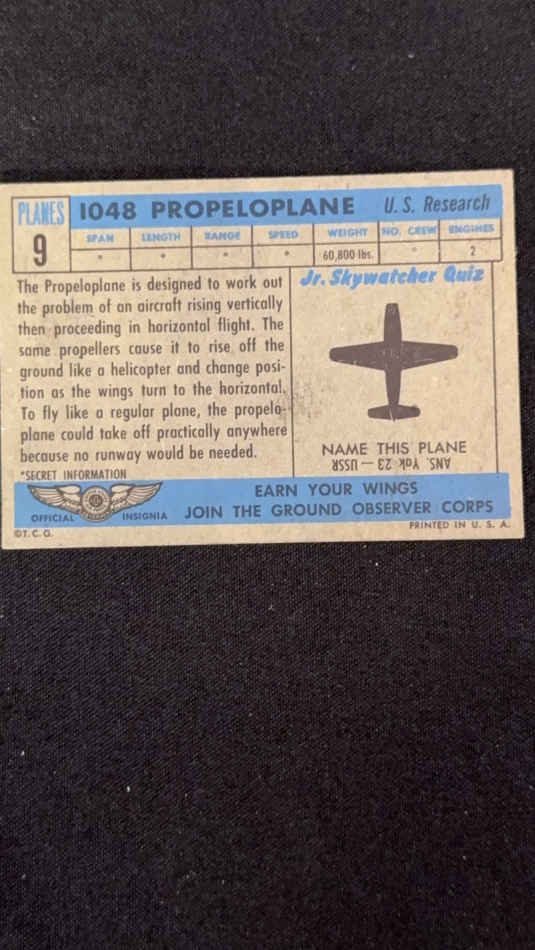 PLANES 1048 PROPELOPLANE U. S. Research
9
SPAN LENGTH RANGE SPEED WEIGHT NO. CREW ENGINES
* * * * 60,800 lbs. * 2
The Propeloplane is designed to work out
the problem of an aircraft rising vertically
then proceeding in horizontal flight. The
same propellers cause it to rise off the
ground like a helicopter and change posi-
tion as the wings turn to the horizontal.
To fly like a regular plane, the propelo-
plane could take off practically anywhere
because no runway would be needed.
*SECRET INFORMATION
Jr. Skywatcher Quiz
NAME THIS PLANE
ANS. Yok 23 — USSR
OFFICIAL INSIGNIA
EARN YOUR WINGS
JOIN THE GROUND OBSERVER CORPS
©T. C. G.
PRINTED IN U. S. A.